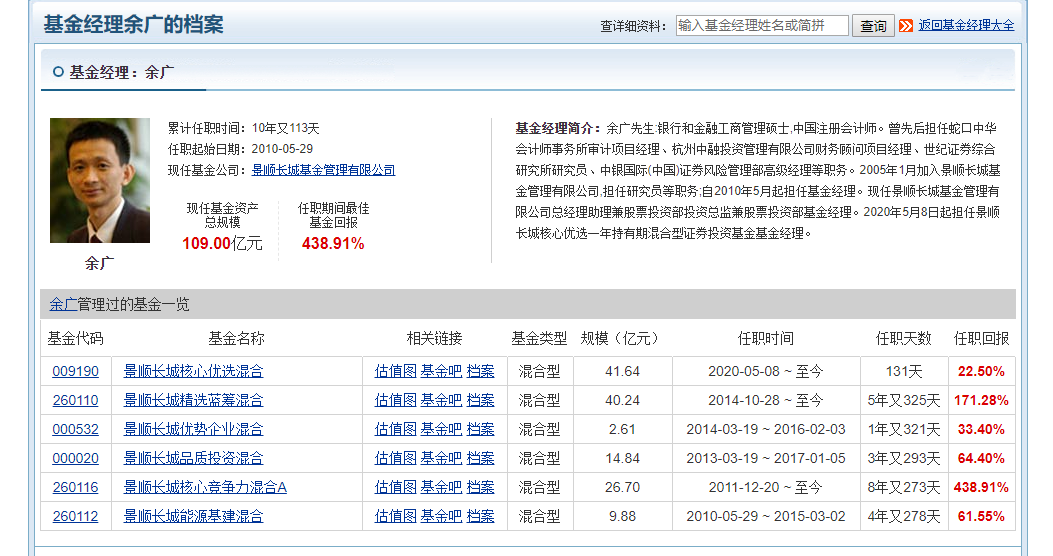 基金经理余广的档案
查详细资料： 输入基金经理姓名或简拼 查询 返回基金经理大全
基金经理：余广
累计任职时间：10年又113天
任职起始日期：2010-05-29
现任基金公司：景顺长城基金管理有限公司
现任基金资产
总规模
109.00亿元
任职期间最佳
基金回报
438.91%
余广
基金经理简介：余广先生:银行和金融工商管理硕士,中国注册会计师。曾先后担任蛇口中华
会计师事务所审计项目经理、杭州中融投资管理有限公司财务顾问项目经理、世纪证券综合
研究所研究员、中银国际(中国)证券风险管理部高级经理等职务。2005年1月加入景顺长城基
金管理有限公司,担任研究员等职务;自2010年5月起担任基金经理。现任景顺长城基金管理有
限公司总经理助理兼股票投资部投资总监兼股票投资部基金经理。2020年5月8日起担任景顺
长城核心优选一年持有期混合型证券投资基金基金经理。
余广管理过的基金一览
基金代码 基金名称 相关链接 基金类型 规模（亿元） 任职时间 任职天数 任职回报
009190 景顺长城核心优选混合 估值图 基金吧 档案 混合型 41.64 2020-05-08 ~ 至今 131天 22.50%
260110 景顺长城精选蓝筹混合 估值图 基金吧 档案 混合型 40.24 2014-10-28 ~ 至今 5年又325天 171.28%
000532 景顺长城优势企业混合 估值图 基金吧 档案 混合型 2.61 2014-03-19 ~ 2016-02-03 1年又321天 33.40%
000020 景顺长城品质投资混合 估值图 基金吧 档案 混合型 14.84 2013-03-19 ~ 2017-01-05 3年又293天 64.40%
260116 景顺长城核心竞争力混合A 估值图 基金吧 档案 混合型 26.70 2011-12-20 ~ 至今 8年又273天 438.91%
260112 景顺长城能源基建混合 估值图 基金吧 档案 混合型 9.88 2010-05-29 ~ 2015-03-02 4年又278天 61.55%